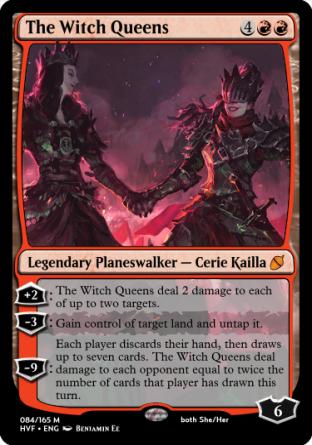 The Witch Queens 4
Legendary Planeswalker — Cerie Kailla
+2: The Witch Queens deal 2 damage to each
of up to two targets.
-3: Gain control of target land and untap it.
Each player discards their hand, then draws
up to seven cards. The Witch Queens deal
-9: damage to each opponent equal to twice the
number of cards that player has drawn this
turn.
6
084/165 M
HVF • ENG Benjamin Ee
both She/Her